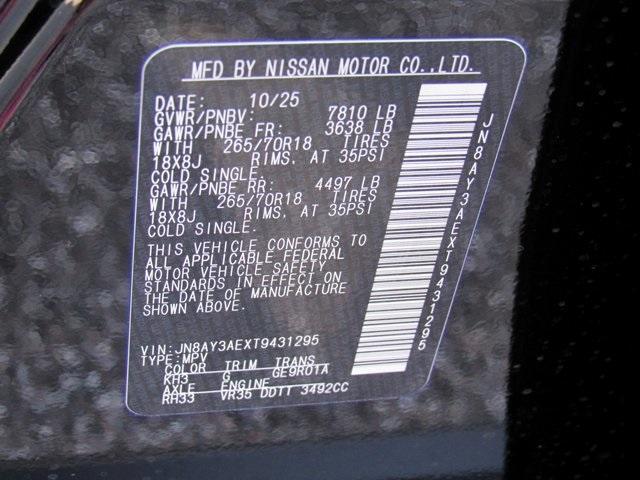 MFD BY NISSAN MOTOR CO.,LTD.
DATE: 10/25
GVWR/PNBV: 7810 LB
GAWR/PNBE FR: 3638 LB
WITH 265/70R18 TIRES
18X8J RIMS, AT 35PSI
COLD SINGLE.
GAWR/PNBE RR: 4497 LB
WITH 265/70R18 TIRES
18X8J RIMS, AT 35PSI
COLD SINGLE.
THIS VEHICLE CONFORMS TO
ALL APPLICABLE FEDERAL
MOTOR VEHICLE SAFETY
STANDARDS IN EFFECT ON
THE DATE OF MANUFACTURE
SHOWN ABOVE.
VIN:JN8AY3AEXT9431295
TYPE:MPV
COLOR TRIM TRANS
KH3 G GE9R01A
AXLE ENGINE
RH33 VR35 DDTT 3492CC
JN8AY3AEXT9431295